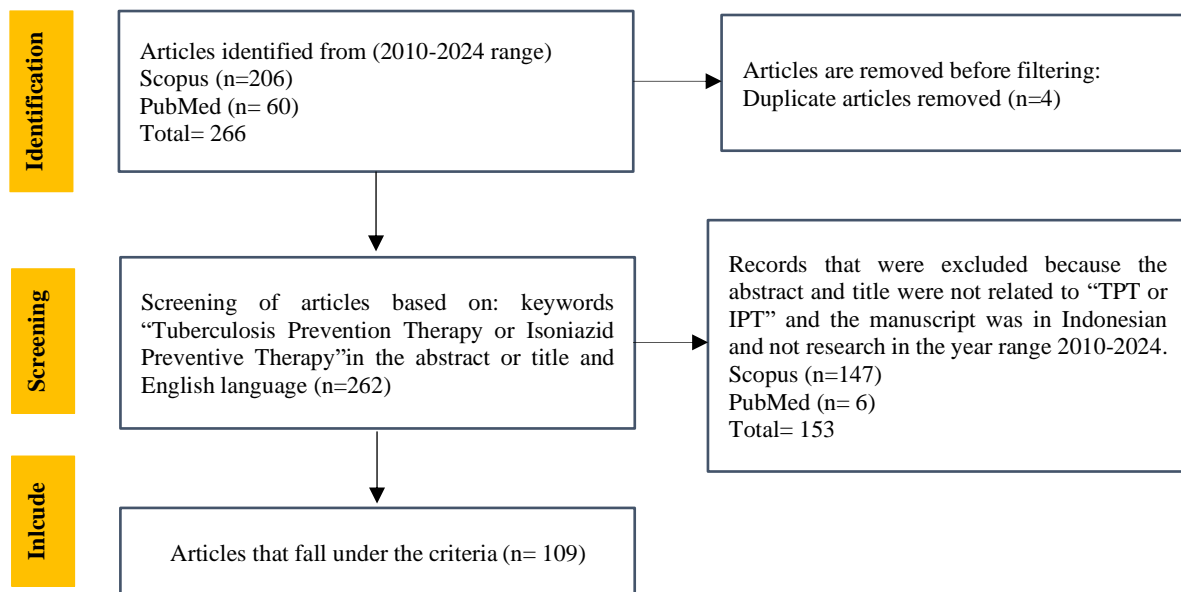 Identification
Articles identified from (2010-2024 range)
Scopus (n=206)
PubMed (n= 60)
Total= 266
Articles are removed before filtering:
Duplicate articles removed (n=4)
Screening
Screening of articles based on: keywords
“Tuberculosis Prevention Therapy or Isoniazid
Preventive Therapy”in the abstract or title and
English language (n=262)
Records that were excluded because the
abstract and title were not related to “TPT or
IPT” and the manuscript was in Indonesian
and not research in the year range 2010-2024.
Scopus (n=147)
PubMed (n= 6)
Total= 153
Inlcude
Articles that fall under the criteria (n= 109)